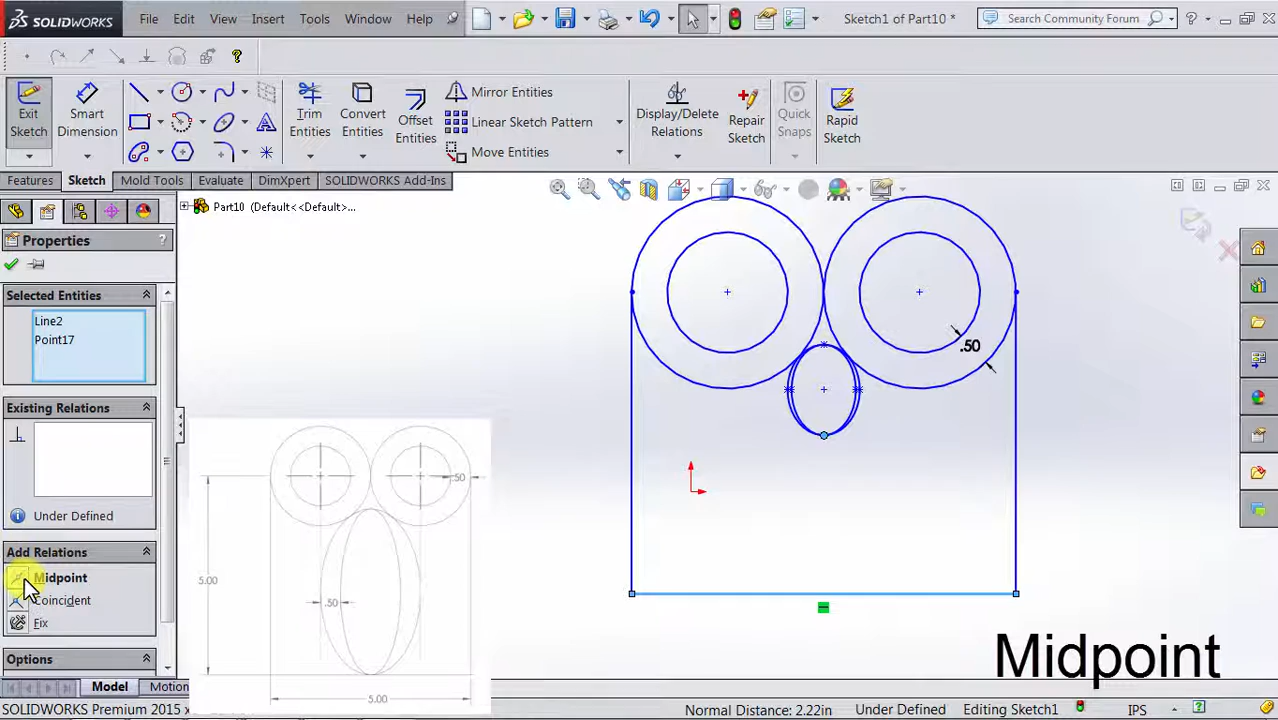 SOLIDWORKS File Edit View Insert Tools Window Help Sketch1 of Part10 * Search Community Forum
Exit Sketch
Smart Dimension
Trim Entities
Convert Entities
Offset Entities
Mirror Entities
Linear Sketch Pattern
Move Entities
Display/Delete Relations
Repair Sketch
Quick Snaps
Rapid Sketch
Features Sketch Mold Tools Evaluate DimXpert SOLIDWORKS Add-Ins
Part10 (Default<<Default>...
Properties ?
Selected Entities
Line2
Point17
Existing Relations
Under Defined
Add Relations
Midpoint
Coincident
Fix
Options
.50
.50
5.00
.50
5.00
Midpoint
Model Motion
SOLIDWORKS Premium 2015 x Normal Distance: 2.22in Under Defined Editing Sketch1 IPS